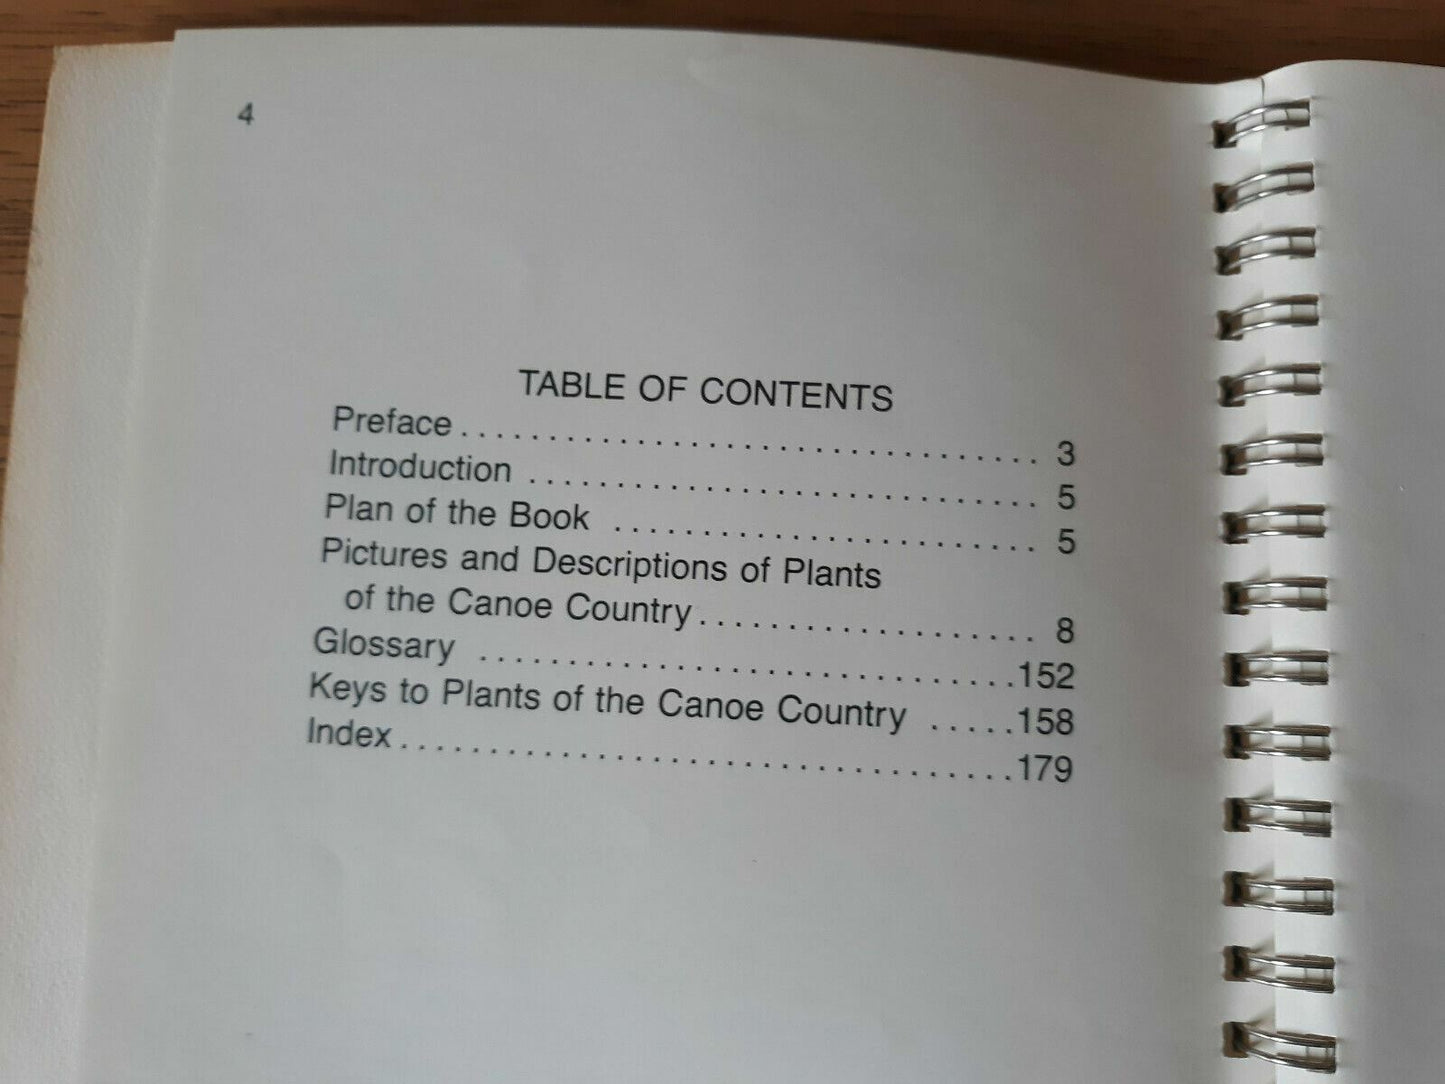 4
TABLE OF CONTENTS
Preface . . . . . . . . . . . . . . . . . . . . . . . . . . . . . . . . . 3
Introduction . . . . . . . . . . . . . . . . . . . . . . . . . . . . . 5
Plan of the Book . . . . . . . . . . . . . . . . . . . . . . . . 5
Pictures and Descriptions of Plants
of the Canoe Country . . . . . . . . . . . . . . . . . . . 8
Glossary . . . . . . . . . . . . . . . . . . . . . . . . . . . . . . .152
Keys to Plants of the Canoe Country . . . . .158
Index . . . . . . . . . . . . . . . . . . . . . . . . . . . . . . . . . . .179